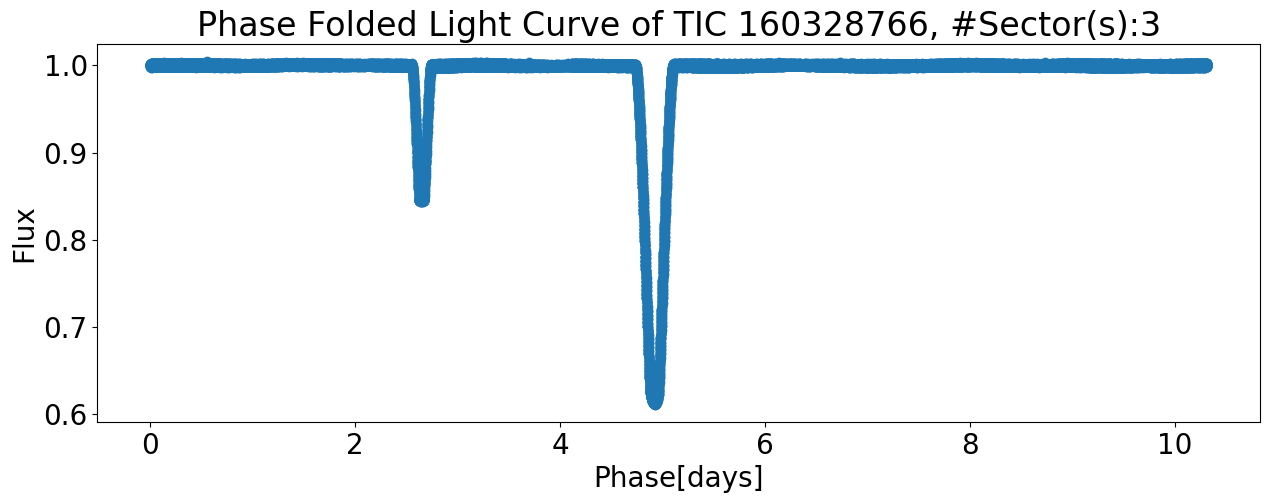 Phase Folded Light Curve of TIC 160328766, #Sector(s):3
1.0
0.9
0.8
0.7
0.6
Flux
0 2 4 6 8 10
Phase[days]